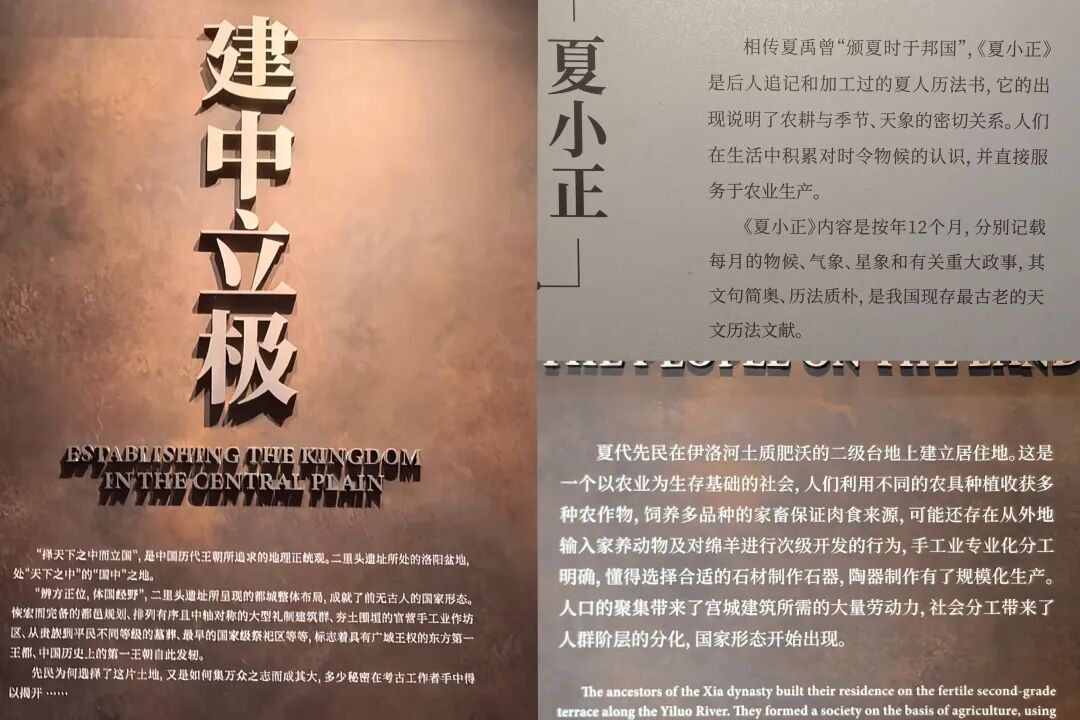 建中立极
ESTABLISHING THE KINGDOM
IN THE CENTRAL PLAIN
“择天下之中而立国”, 是中国历代王朝所追求的地理正统观。二里头遗址所处的洛阳盆地,
处“天下之中”的“国中”之地。
“辨方正位, 体国经野”, 二里头遗址所呈现的都城整体布局, 成就了前无古人的国家形态。
恢宏而完备的都邑规划、排列有序且中轴对称的大型礼制建筑群、夯土围垣的官营手工业作坊
区、从贵族到平民不同等级的墓葬、最早的国家级祭祀区等等, 标志着具有广域王权的东方第一
王都、中国历史上的第一王朝自此发轫。
先民为何选择了这片土地, 又是如何集万众之志而成其大, 多少秘密在考古工作者手中得
以揭开……
夏小正
相传夏禹曾“颁夏时于邦国”,《夏小正》
是后人追记和加工过的夏人历法书, 它的出
现说明了农耕与季节、天象的密切关系。人们
在生活中积累对时令物候的认识, 并直接服
务于农业生产。
《夏小正》内容是按年12个月, 分别记载
每月的物候、气象、星象和有关重大政事, 其
文句简奥、历法质朴, 是我国现存最古老的天
文历法文献。
THE PEOPLE ON THE LAND
夏代先民在伊洛河土质肥沃的二级台地上建立居住地。这是
一个以农业为生存基础的社会, 人们利用不同的农具种植收获多
种农作物, 饲养多品种的家畜保证肉食来源, 可能还存在从外地
输入家养动物及对绵羊进行次级开发的行为, 手工业专业化分工
明确, 懂得选择合适的石材制作石器, 陶器制作有了规模化生产。
人口的聚集带来了宫城建筑所需的大量劳动力, 社会分工带来了
人群阶层的分化, 国家形态开始出现。
The ancestors of the Xia dynasty built their residence on the fertile second-grade
terrace along the Yiluo River. They formed a society on the basis of agriculture, using